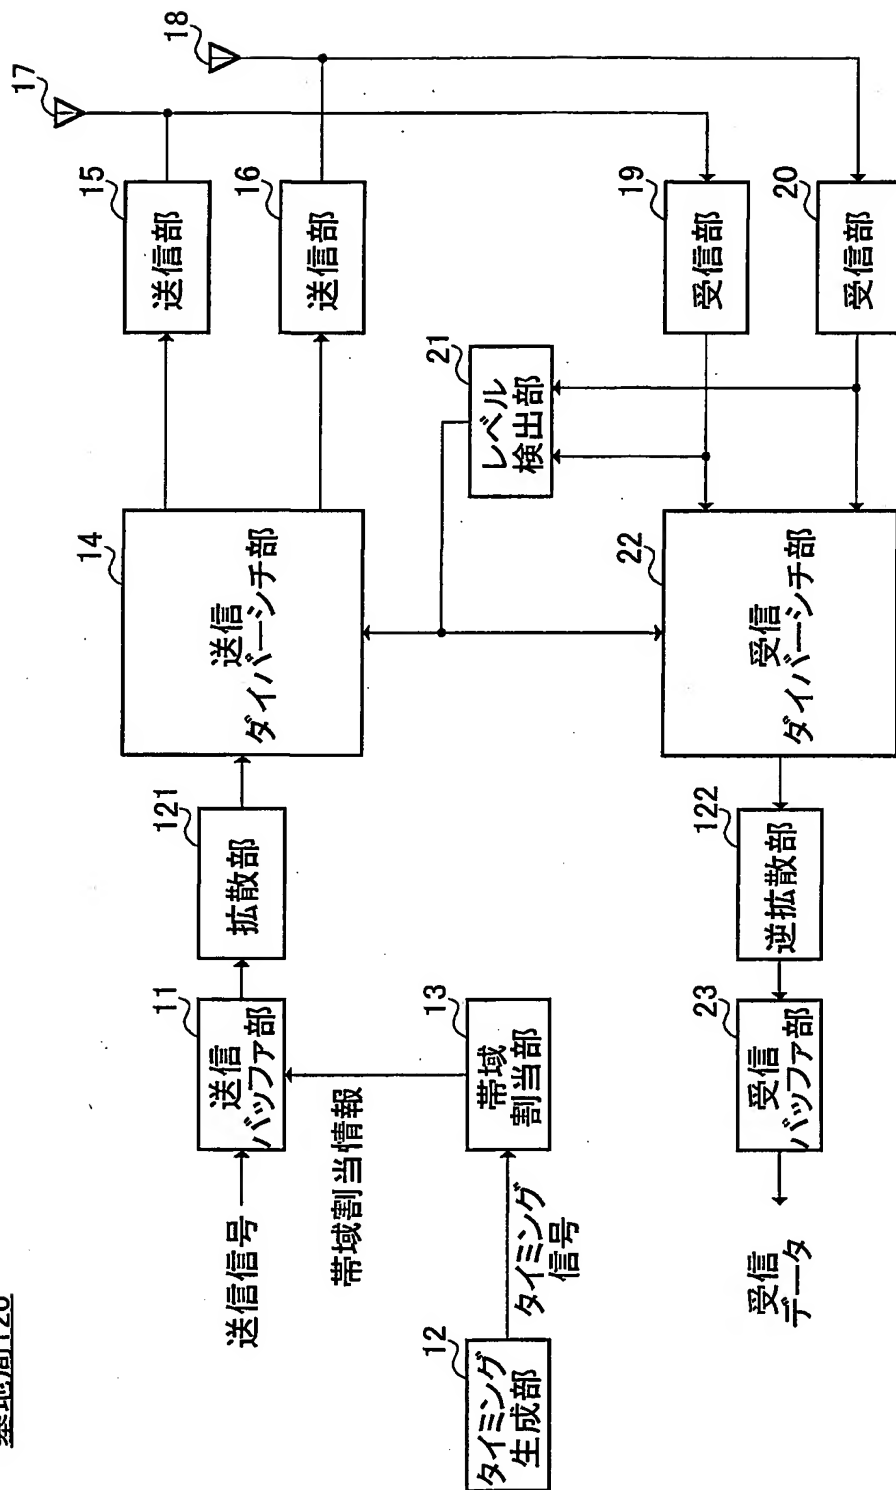 基地局120
送信信号
11
送信
バッファ部
121
拡散部
14
送信
ダイバーシチ部
15
送信部
16
送信部
17
18
帯域割当情報
12
タイミング
生成部
タイミング
信号
13
帯域
割当部
21
レベル
検出部
19
受信部
20
受信部
22
受信
ダイバーシチ部
122
逆拡散部
23
受信
バッファ部
受信
データ